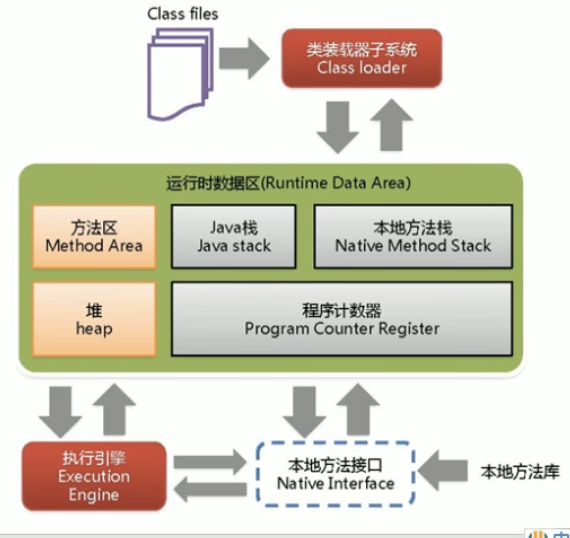 Class files
类装载器子系统
Class loader
运行时数据区(Runtime Data Area)
方法区
Method Area
Java栈
Java stack
本地方法栈
Native Method Stack
堆
heap
程序计数器
Program Counter Register
执行引擎
Execution
Engine
本地方法接口
Native Interface
本地方法库